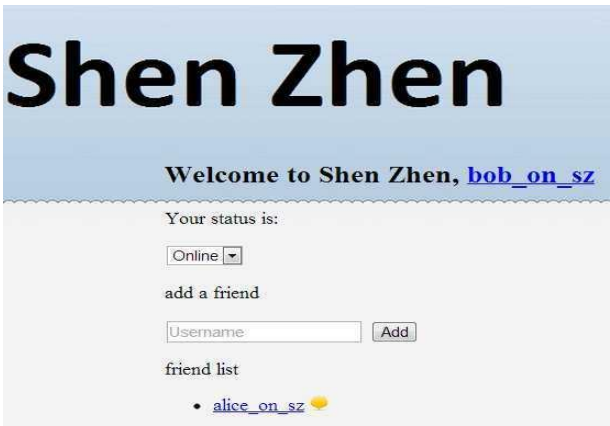 Shen Zhen
Welcome to Shen Zhen, bob_on_sz
Your status is:
Online
add a friend
Username Add
friend list
• alice_on_sz